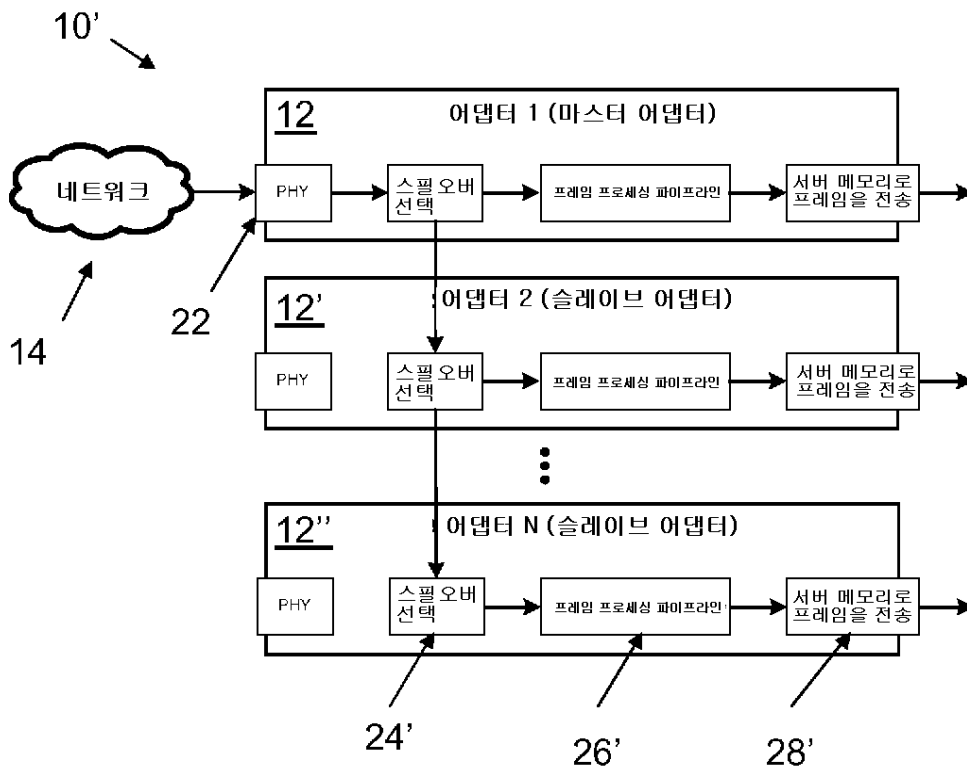 10’
12
어댑터 1 (마스터 어댑터)
네트워크
PHY
스필오버
선택
프레임 프로세싱 파이프라인
서버 메모리로
프레임을 전송
14
22
12’
어댑터 2 (슬레이브 어댑터)
PHY
스필오버
선택
프레임 프로세싱 파이프라인
서버 메모리로
프레임을 전송
12’’
어댑터 N (슬레이브 어댑터)
PHY
스필오버
선택
프레임 프로세싱 파이프라인
서버 메모리로
프레임을 전송
24’
26’
28’